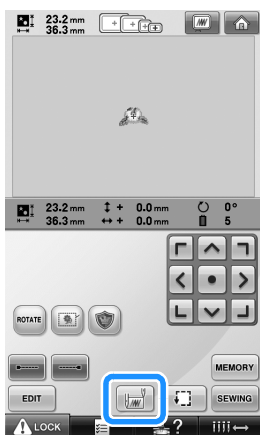 23.2 mm
36.3 mm
23.2 mm ↕ + 0.0 mm 0°
36.3 mm ↔ + 0.0 mm 5
ROTATE
MEMORY
EDIT
SEWING
LOCK ?